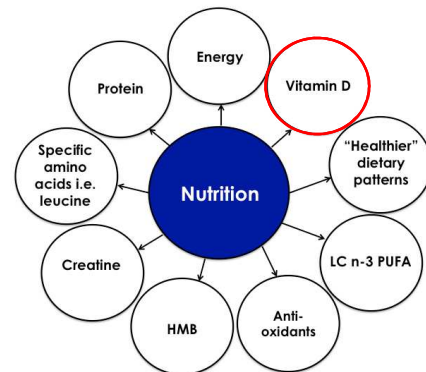 Energy
Vitamin D
"Healthier"
dietary
patterns
LC n-3 PUFA
Anti-
oxidants
HMB
Creatine
Specific
amino
acids i.e.
leucine
Protein
Nutrition